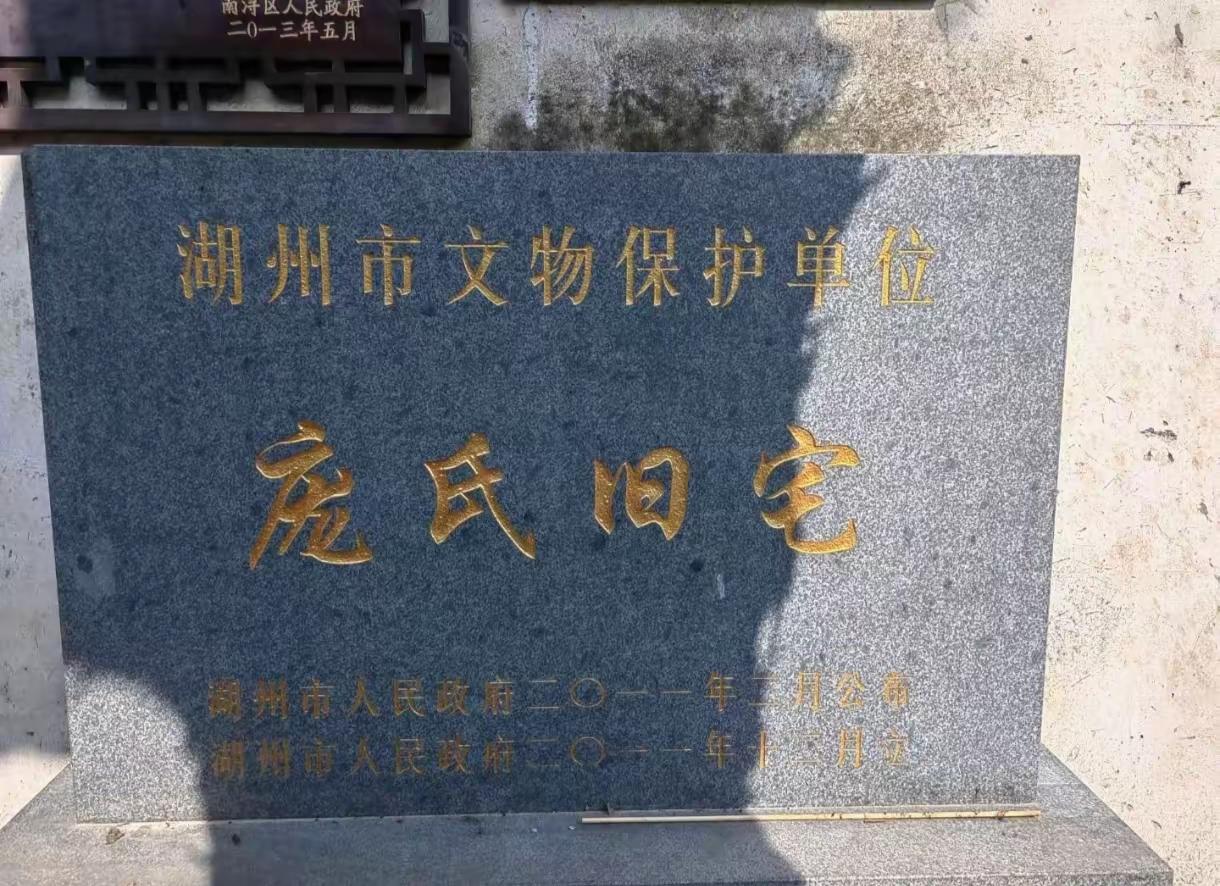 南浔区人民政府
二〇一三年五月
湖州市文物保护单位
庞氏旧宅
湖州市人民政府二〇一一年二月公布
湖州市人民政府二〇一一年十二月立